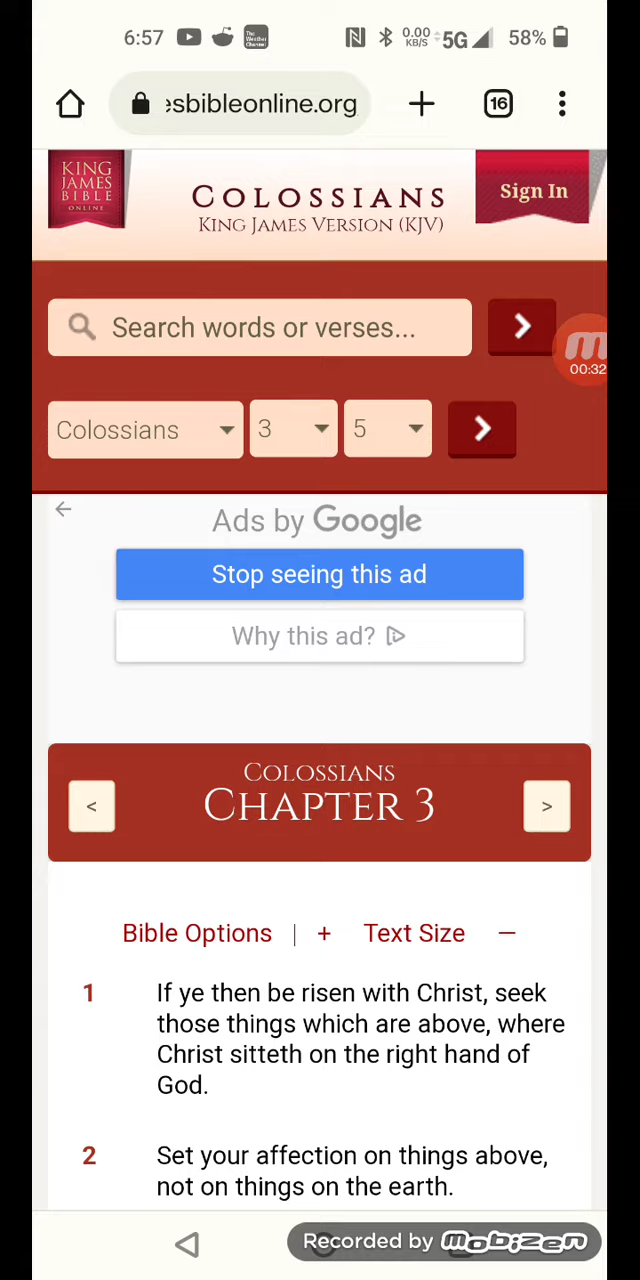 6:57
The Weather Channel
0.00 KB/S 5G 58%
esbibleonline.org
16
KING JAMES BIBLE ONLINE
COLOSSIANS
KING JAMES VERSION (KJV)
Sign In
Search words or verses...
00:32
Colossians 3 5
Ads by Google
Stop seeing this ad
Why this ad?
COLOSSIANS
< CHAPTER 3 >
Bible Options | + Text Size —
1 If ye then be risen with Christ, seek
those things which are above, where
Christ sitteth on the right hand of
God.
2 Set your affection on things above,
not on things on the earth.
Recorded by mobizen